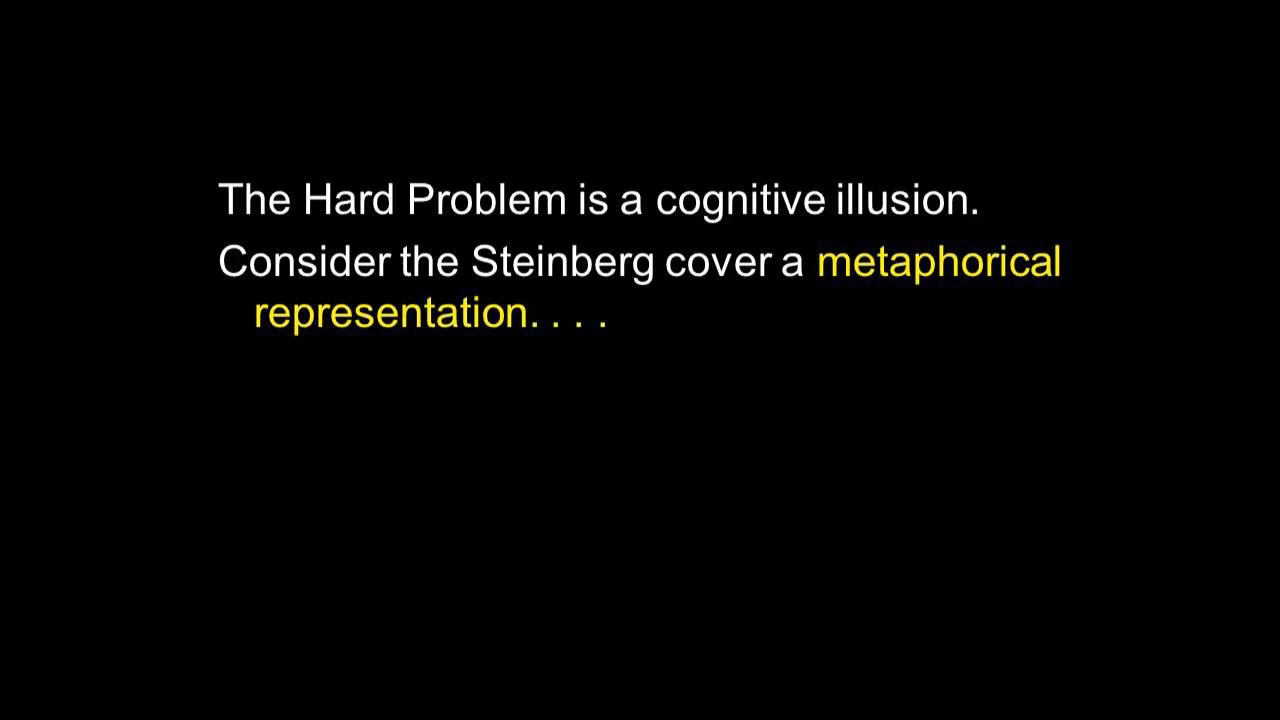 The Hard Problem is a cognitive illusion.
Consider the Steinberg cover a metaphorical
representation. . . .